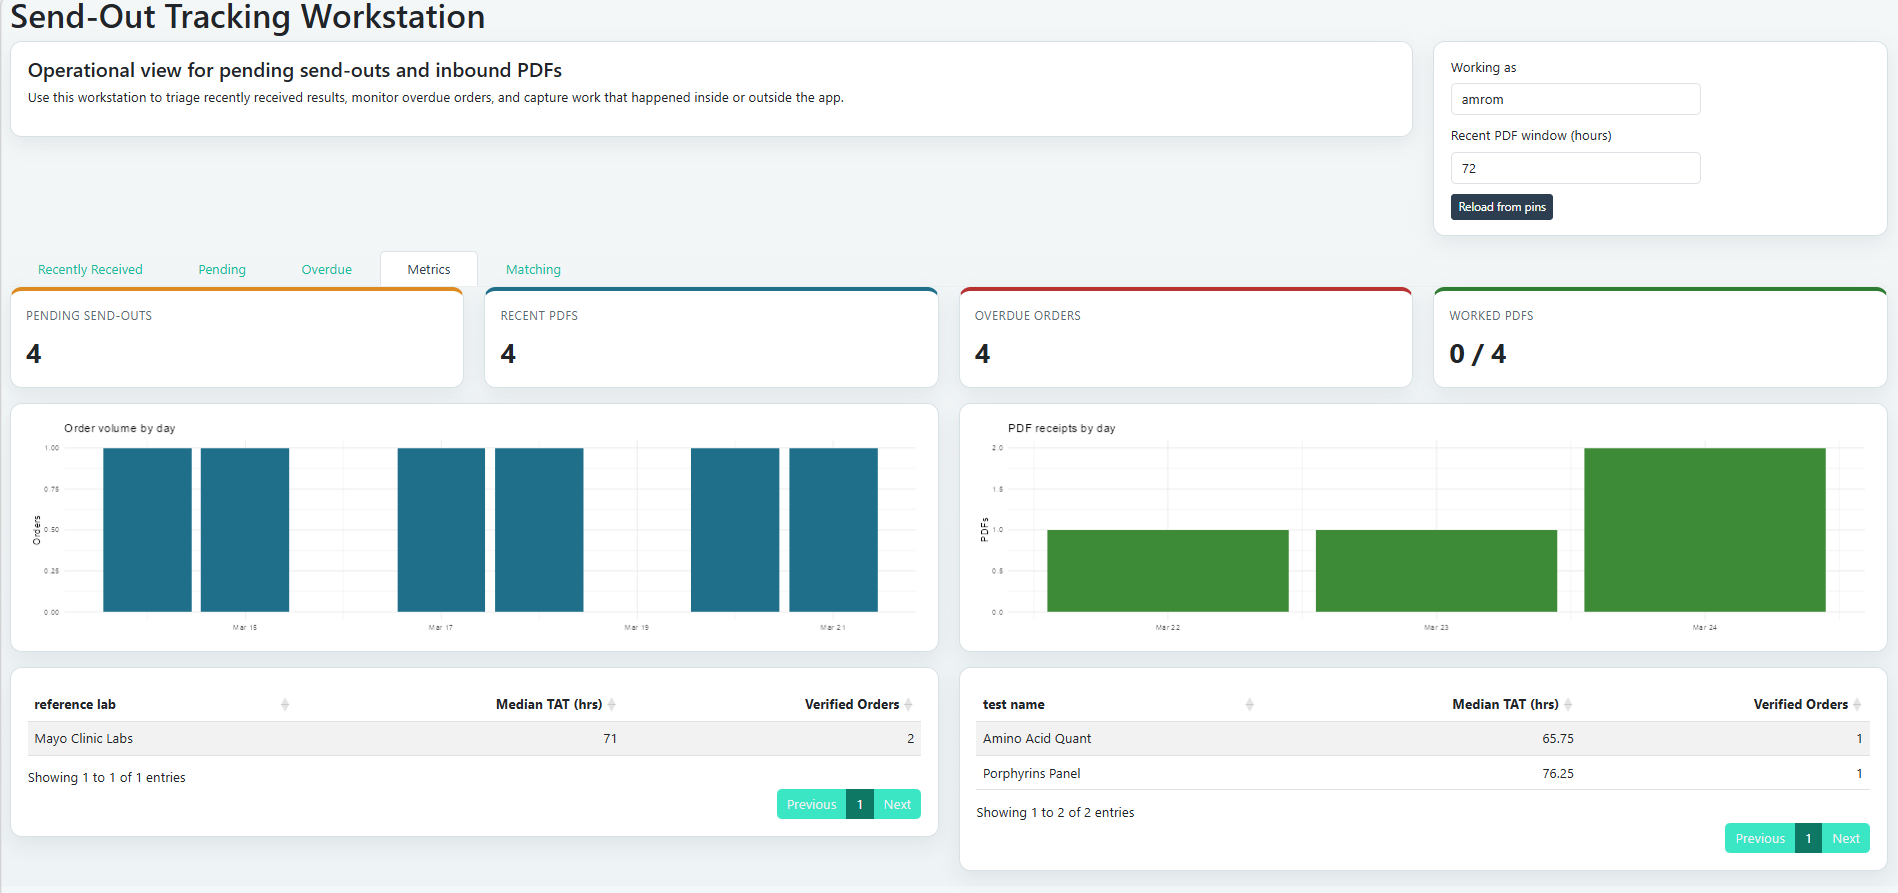 Send-Out Tracking Workstation
Operational view for pending send-outs and inbound PDFs
Use this workstation to triage recently received results, monitor overdue orders, and capture work that happened inside or outside the app.
Working as
amrom
Recent PDF window (hours)
72
Reload from pins
Recently Received
Pending
Overdue
Metrics
Matching
PENDING SEND-OUTS
4
RECENT PDFS
4
OVERDUE ORDERS
4
WORKED PDFS
0 / 4
Order volume by day
1.00
0.75
0.50
0.25
0.00
Orders
Mar 15
Mar 17
Mar 19
Mar 21
PDF receipts by day
2.0
1.5
1.0
0.5
0.0
PDFs
Mar 22
Mar 23
Mar 24
reference lab Median TAT (hrs) Verified Orders
Mayo Clinic Labs 71 2
Showing 1 to 1 of 1 entries
Previous 1 Next
test name Median TAT (hrs) Verified Orders
Amino Acid Quant 65.75 1
Porphyrins Panel 76.25 1
Showing 1 to 2 of 2 entries
Previous 1 Next